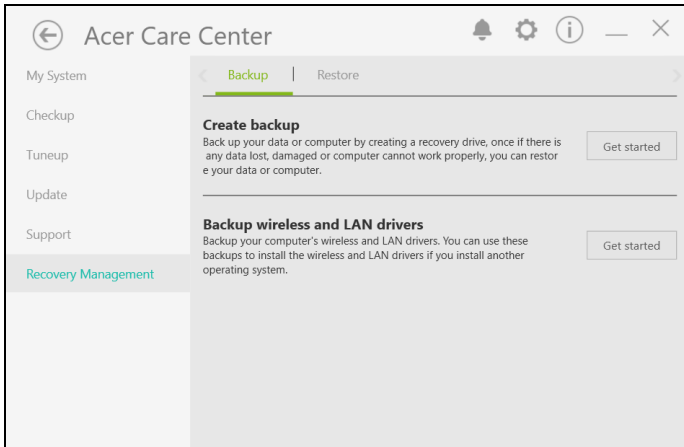 Acer Care Center
My System
Checkup
Tuneup
Update
Support
Recovery Management
Backup | Restore
Create backup
Back up your data or computer by creating a recovery drive, once if there is
any data lost, damaged or computer cannot work properly, you can restor
e your data or computer.
Get started
Backup wireless and LAN drivers
Backup your computer's wireless and LAN drivers. You can use these
backups to install the wireless and LAN drivers if you install another
operating system.
Get started